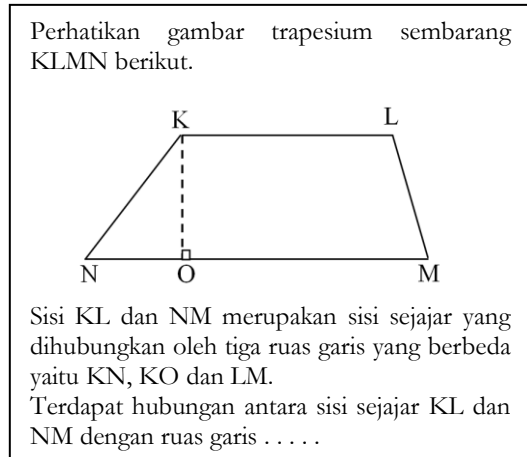 Perhatikan gambar trapesium sembarang
KLMN berikut.
K
L
N
O
M
Sisi KL dan NM merupakan sisi sejajar yang
dihubungkan oleh tiga ruas garis yang berbeda
yaitu KN, KO dan LM.
Terdapat hubungan antara sisi sejajar KL dan
NM dengan ruas garis . . . . .